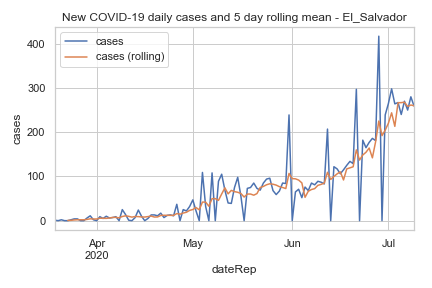 New COVID-19 daily cases and 5 day rolling mean - El_Salvador
cases
cases (rolling)
400
300
200
100
0
cases
Apr
2020
May
Jun
Jul
dateRep